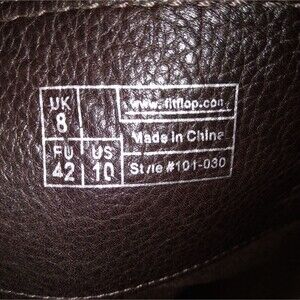 UK
8
EU US
42 10
www.fitflop.com
Made in China
Style #101-030